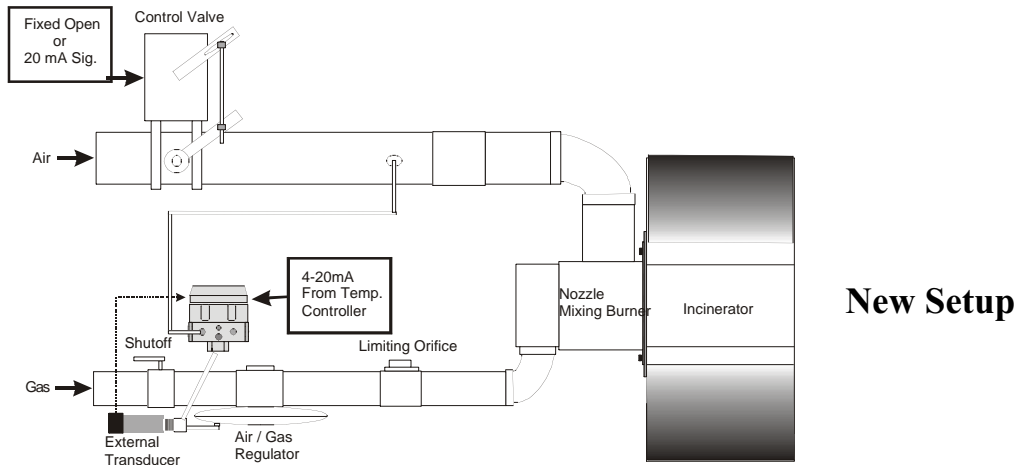 Control Valve
Fixed Open
or
20 mA Sig.
Air
4-20mA
From Temp.
Controller
Nozzle
Mixing Burner
Incinerator
New Setup
Shutoff
Limiting Orifice
Gas
External
Transducer
Air / Gas
Regulator